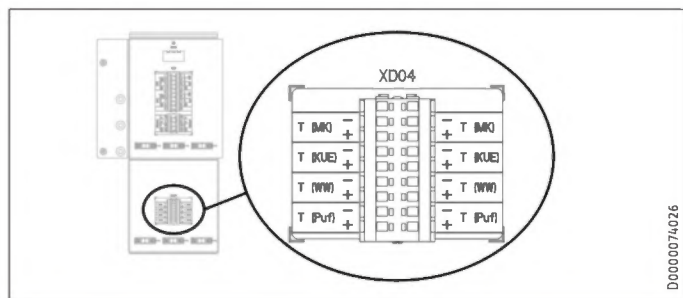 XD04
T (MK) − + − + T (MK)
T (KUE) − + − + T (KUE)
T (WW) − + − + T (WW)
T (Puf) − + − + T (Puf)
D0000074026